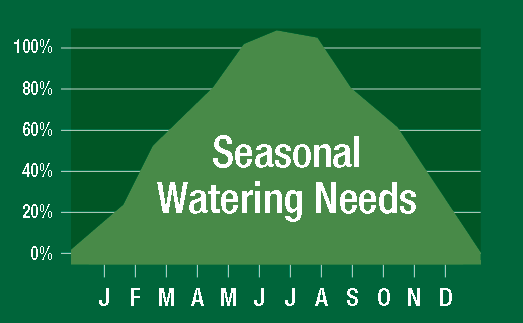 100%
80%
60%
40%
20%
0%
Seasonal
Watering Needs
J F M A M J J A S O N D